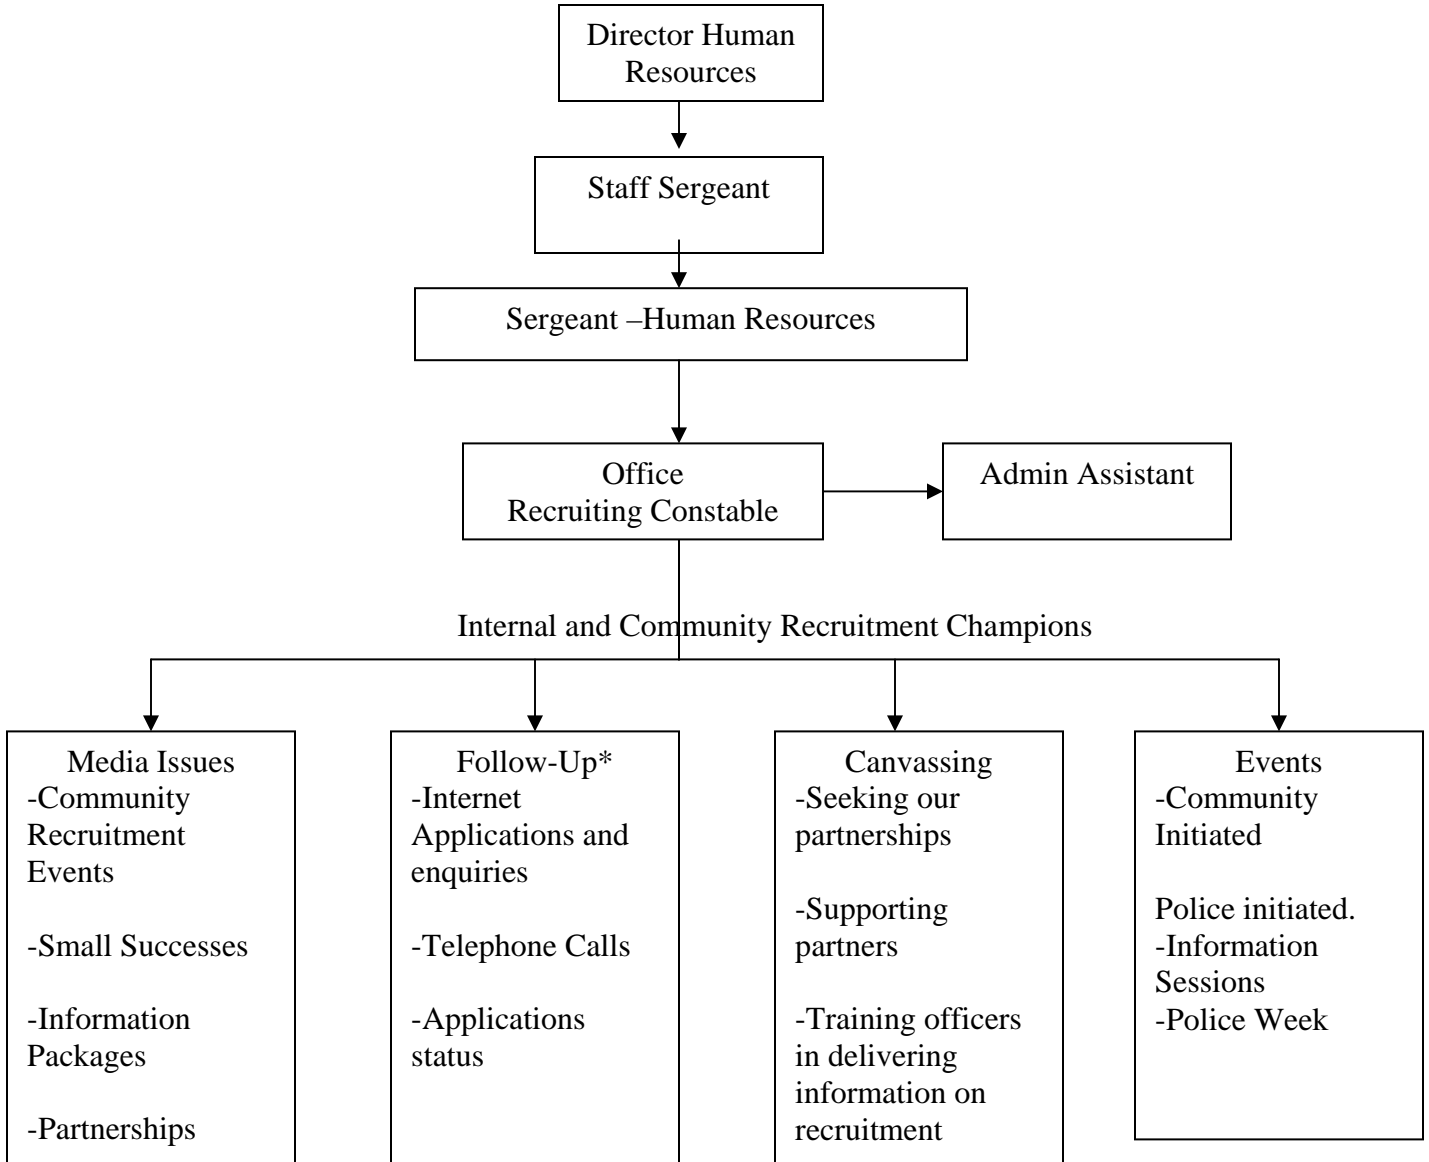 Director Human
Resources
Staff Sergeant
Sergeant –Human Resources
Office
Recruiting Constable
Admin Assistant
Internal and Community Recruitment Champions
Media Issues
-Community
Recruitment
Events
-Small Successes
-Information
Packages
-Partnerships
Follow-Up*
-Internet
Applications and
enquiries
-Telephone Calls
-Applications
status
Canvassing
-Seeking our
partnerships
-Supporting
partners
-Training officers
in delivering
information on
recruitment
Events
-Community
Initiated
Police initiated.
-Information
Sessions
-Police Week